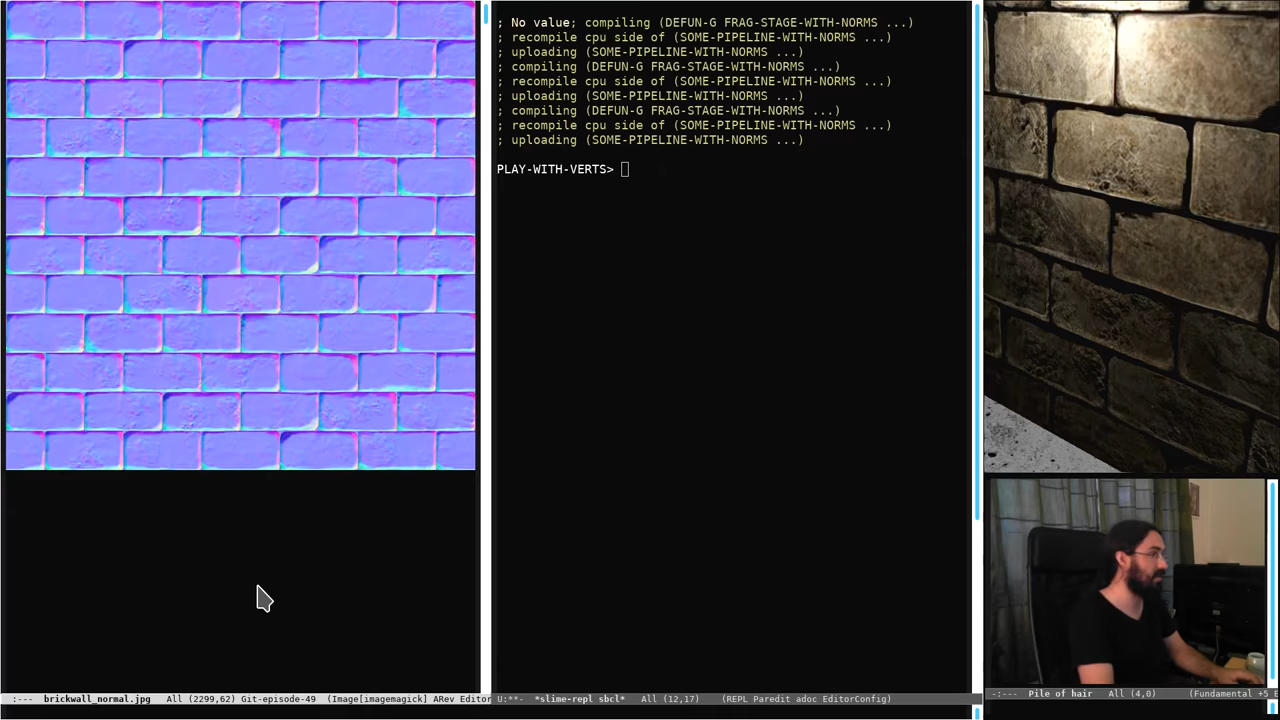 ; No value; compiling (DEFUN-G FRAG-STAGE-WITH-NORMS ...)
; recompile cpu side of (SOME-PIPELINE-WITH-NORMS ...)
; uploading (SOME-PIPELINE-WITH-NORMS ...)
; compiling (DEFUN-G FRAG-STAGE-WITH-NORMS ...)
; recompile cpu side of (SOME-PIPELINE-WITH-NORMS ...)
; uploading (SOME-PIPELINE-WITH-NORMS ...)
; compiling (DEFUN-G FRAG-STAGE-WITH-NORMS ...)
; recompile cpu side of (SOME-PIPELINE-WITH-NORMS ...)
; uploading (SOME-PIPELINE-WITH-NORMS ...)
PLAY-WITH-VERTS>
:--- brickwall_normal.jpg All (2299,62) Git-episode-49 (Image[imagemagick] ARev Editor
U:**- *slime-repl sbcl* All (12,17) (REPL Paredit adoc EditorConfig)
-:--- Pile of hair All (4,0) (Fundamental +5 E